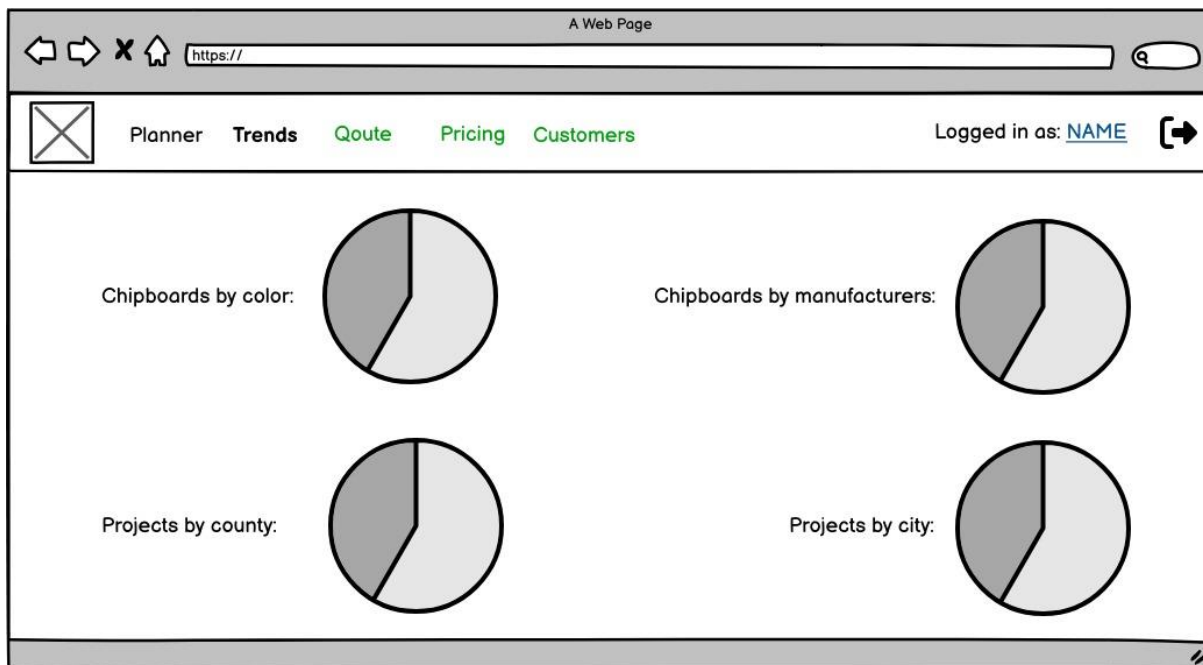 A Web Page
https://
Planner Trends Qoute Pricing Customers Logged in as: NAME
Chipboards by color: Chipboards by manufacturers:
Projects by county: Projects by city: